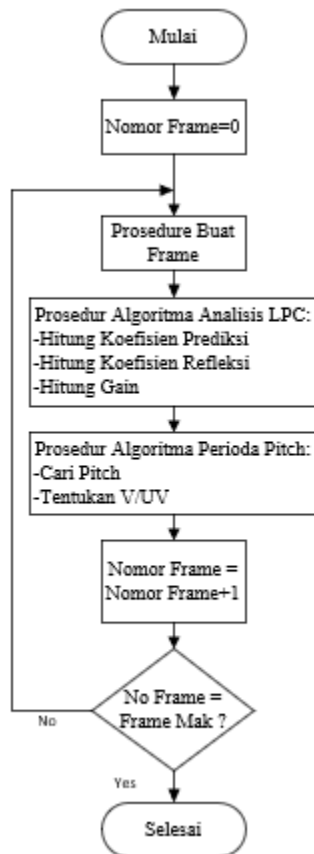 Mulai
Nomor Frame=0
Prosedure Buat
Frame
Prosedur Algoritma Analisis LPC:
-Hitung Koefisien Prediksi
-Hitung Koefisien Refleksi
-Hitung Gain
Prosedur Algoritma Perioda Pitch:
-Cari Pitch
-Tentukan V/UV
Nomor Frame =
Nomor Frame+1
No Frame =
Frame Mak ?
No
Yes
Selesai